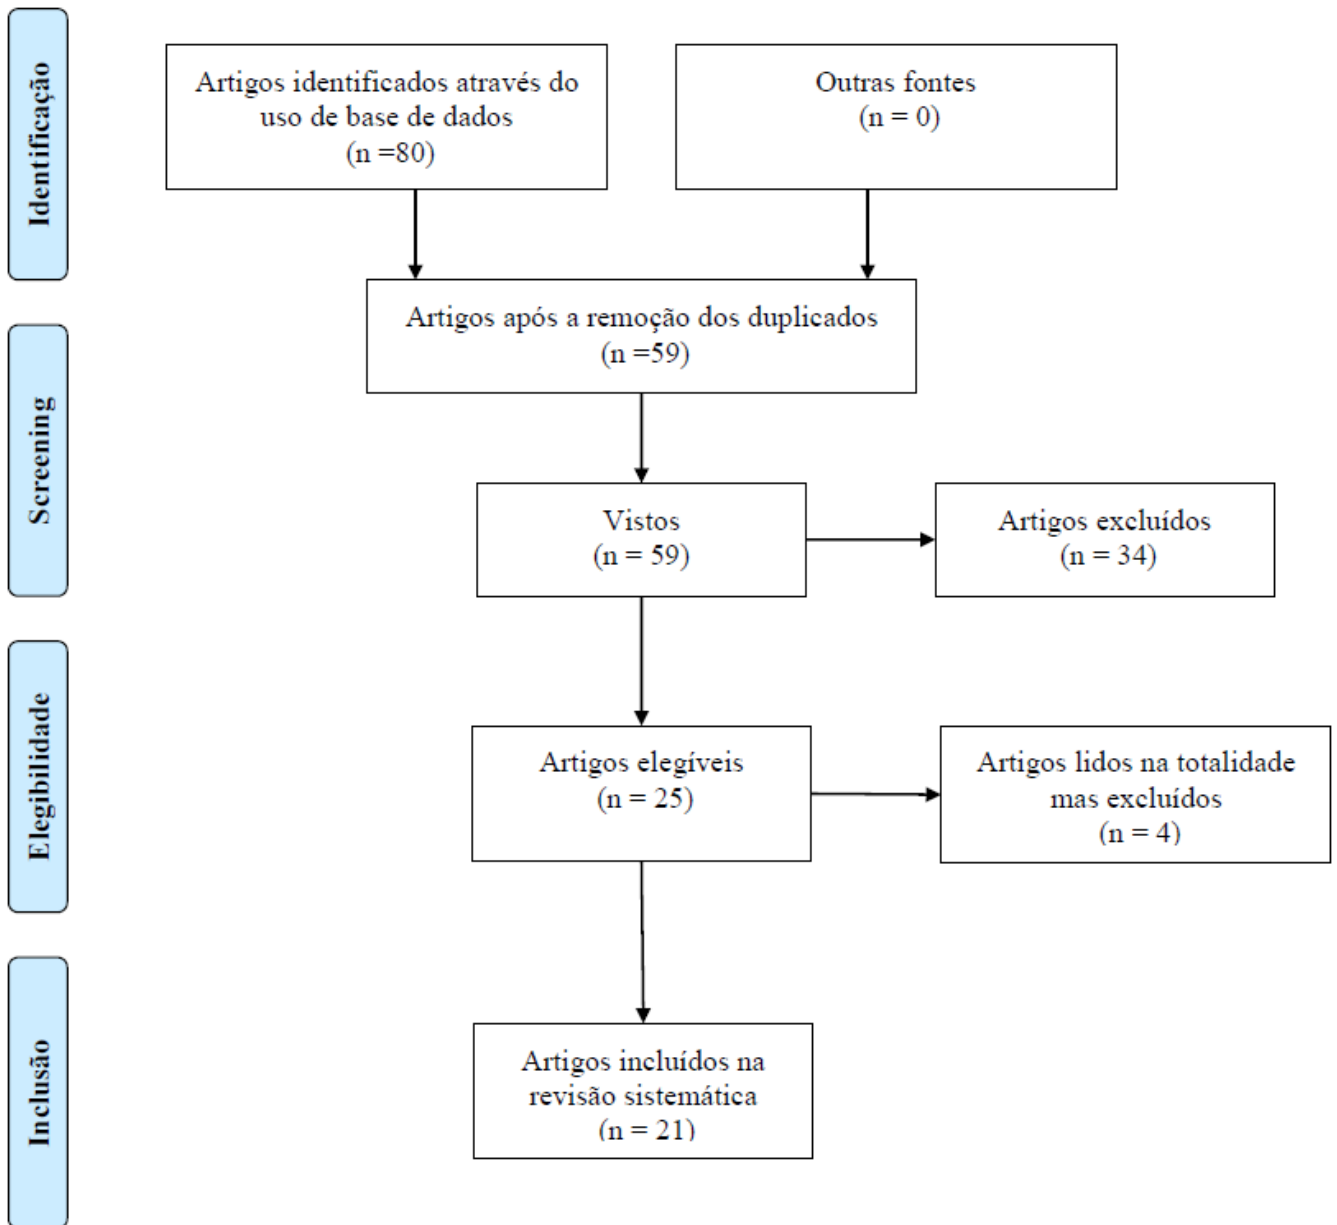 Identificação
Artigos identificados através do
uso de base de dados
(n =80)
Outras fontes
(n = 0)
Artigos após a remoção dos duplicados
(n =59)
Screening
Vistos
(n = 59)
Artigos excluídos
(n = 34)
Elegibilidade
Artigos elegíveis
(n = 25)
Artigos lidos na totalidade
mas excluídos
(n = 4)
Inclusão
Artigos incluídos na
revisão sistemática
(n = 21)